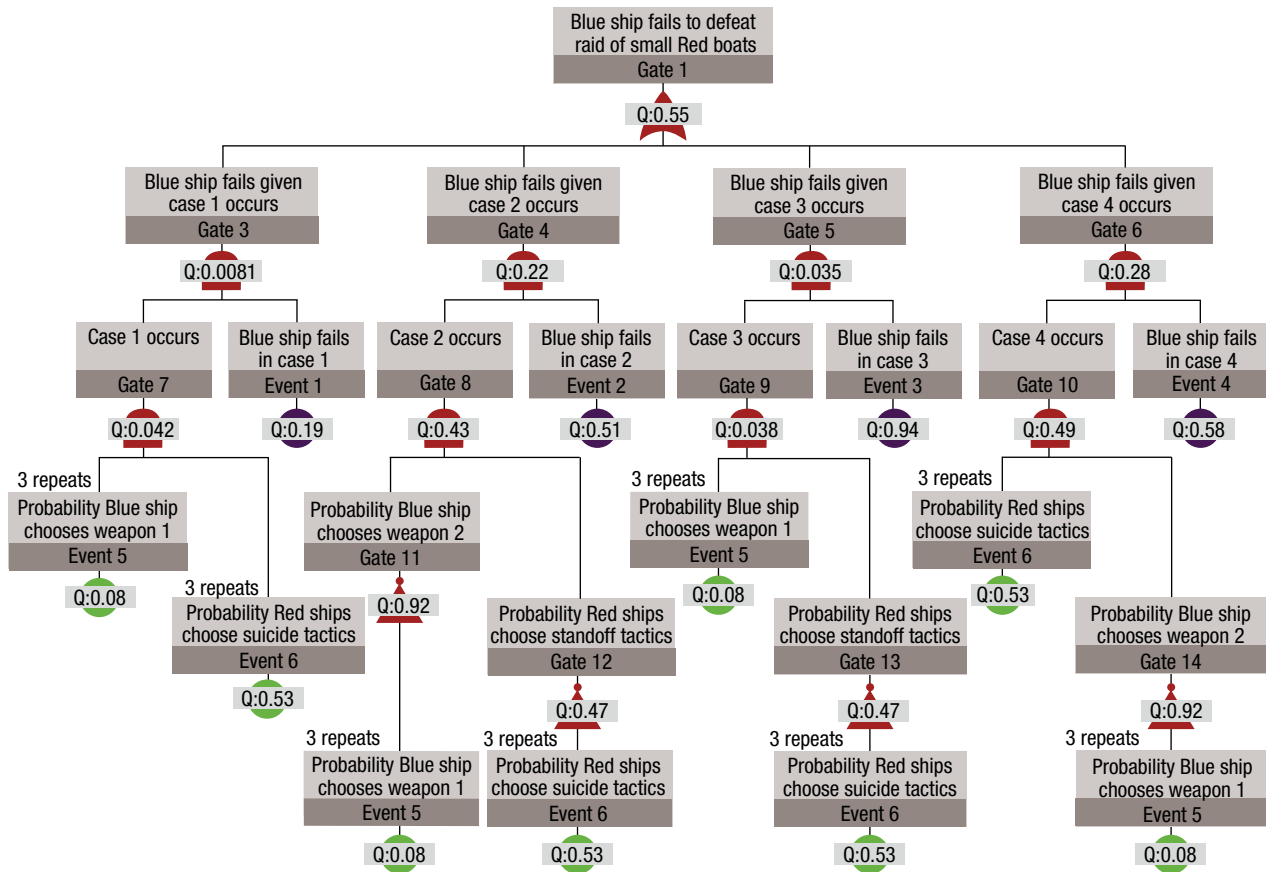 Blue ship fails to defeat
raid of small Red boats
Gate 1
Q:0.55
Blue ship fails given
case 1 occurs
Gate 3
Q:0.0081
Blue ship fails given
case 2 occurs
Gate 4
Q:0.22
Blue ship fails given
case 3 occurs
Gate 5
Q:0.035
Blue ship fails given
case 4 occurs
Gate 6
Q:0.28
Case 1 occurs
Gate 7
Q:0.042
Blue ship fails
in case 1
Event 1
Q:0.19
Case 2 occurs
Gate 8
Q:0.43
Blue ship fails
in case 2
Event 2
Q:0.51
Case 3 occurs
Gate 9
Q:0.038
Blue ship fails
in case 3
Event 3
Q:0.94
Case 4 occurs
Gate 10
Q:0.49
Blue ship fails
in case 4
Event 4
Q:0.58
3 repeats
Probability Blue ship
chooses weapon 1
Event 5
Q:0.08
3 repeats
Probability Red ships
choose suicide tactics
Event 6
Q:0.53
Probability Blue ship
chooses weapon 2
Gate 11
Q:0.92
3 repeats
Probability Blue ship
chooses weapon 1
Event 5
Q:0.08
Probability Red ships
choose standoff tactics
Gate 12
Q:0.47
3 repeats
Probability Red ships
choose suicide tactics
Event 6
Q:0.53
3 repeats
Probability Blue ship
chooses weapon 1
Event 5
Q:0.08
Probability Red ships
choose standoff tactics
Gate 13
Q:0.47
3 repeats
Probability Red ships
choose suicide tactics
Event 6
Q:0.53
3 repeats
Probability Red ships
choose suicide tactics
Event 6
Q:0.53
Probability Blue ship
chooses weapon 2
Gate 14
Q:0.92
3 repeats
Probability Blue ship
chooses weapon 1
Event 5
Q:0.08